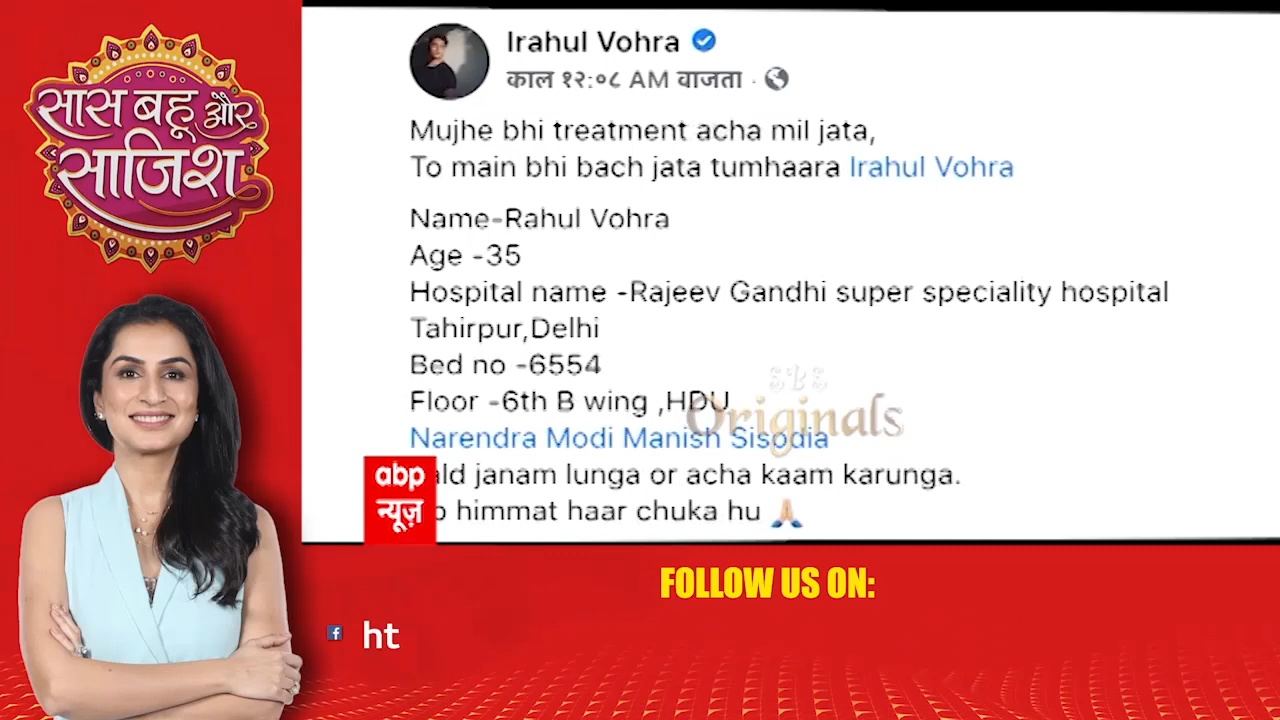 सास बहू और
साजिश
Irahul Vohra
काल १२:०८ AM वाजता ·
Mujhe bhi treatment acha mil jata,
To main bhi bach jata tumhaara Irahul Vohra
Name-Rahul Vohra
Age -35
Hospital name -Rajeev Gandhi super speciality hospital
Tahirpur,Delhi
Bed no -6554
Floor -6th B wing ,HDU
SBS
Originals
Narendra Modi Manish Sisodia
ald janam lunga or acha kaam karunga.
himmat haar chuka hu 🙏🏼
abp
न्यूज़
FOLLOW US ON:
f ht